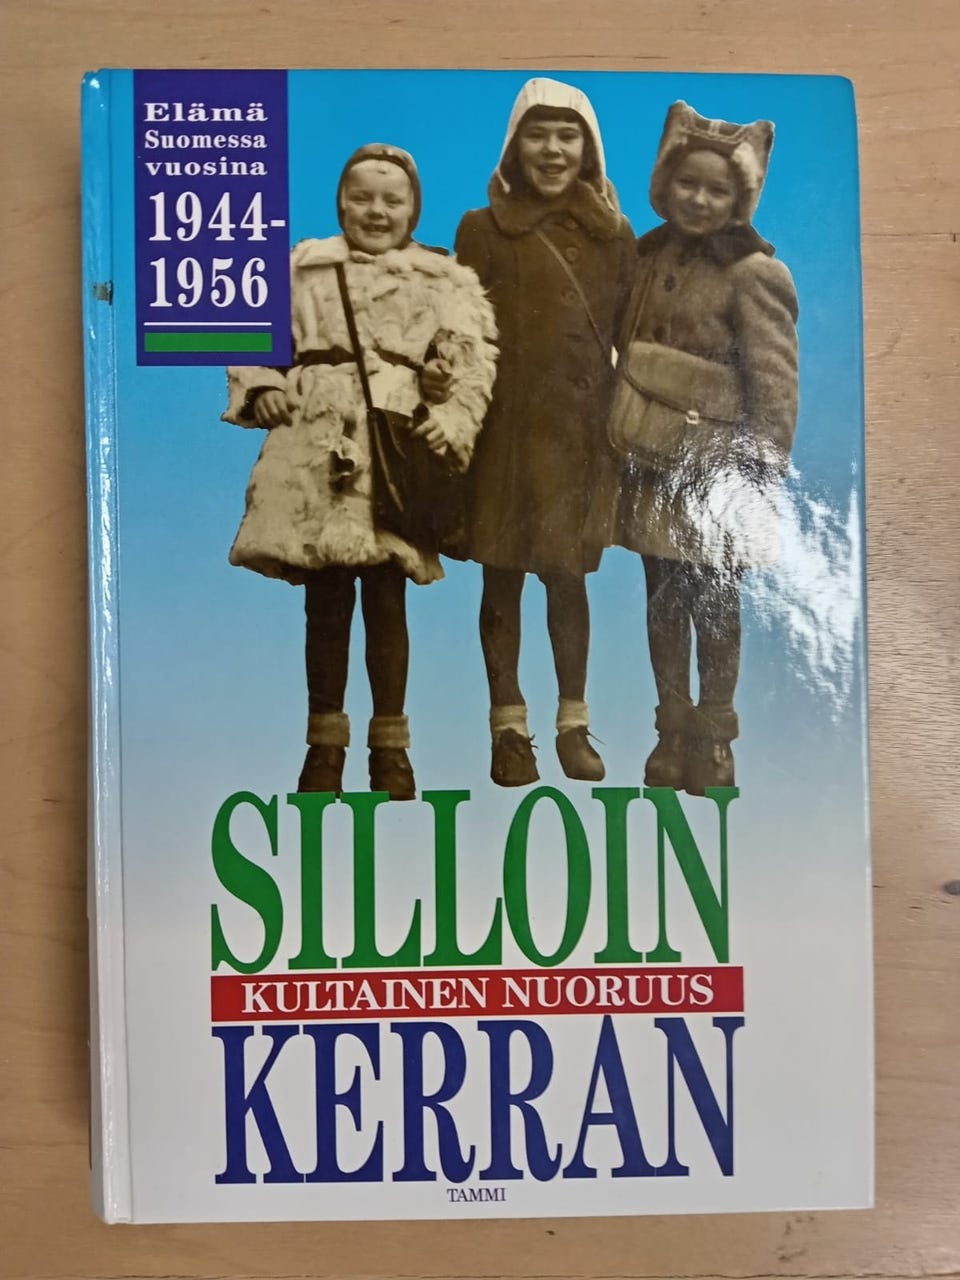 Elämä
Suomessa
vuosina
1944-
1956
SILLOIN
KULTAINEN NUORUUS
KERRAN
TAMMI